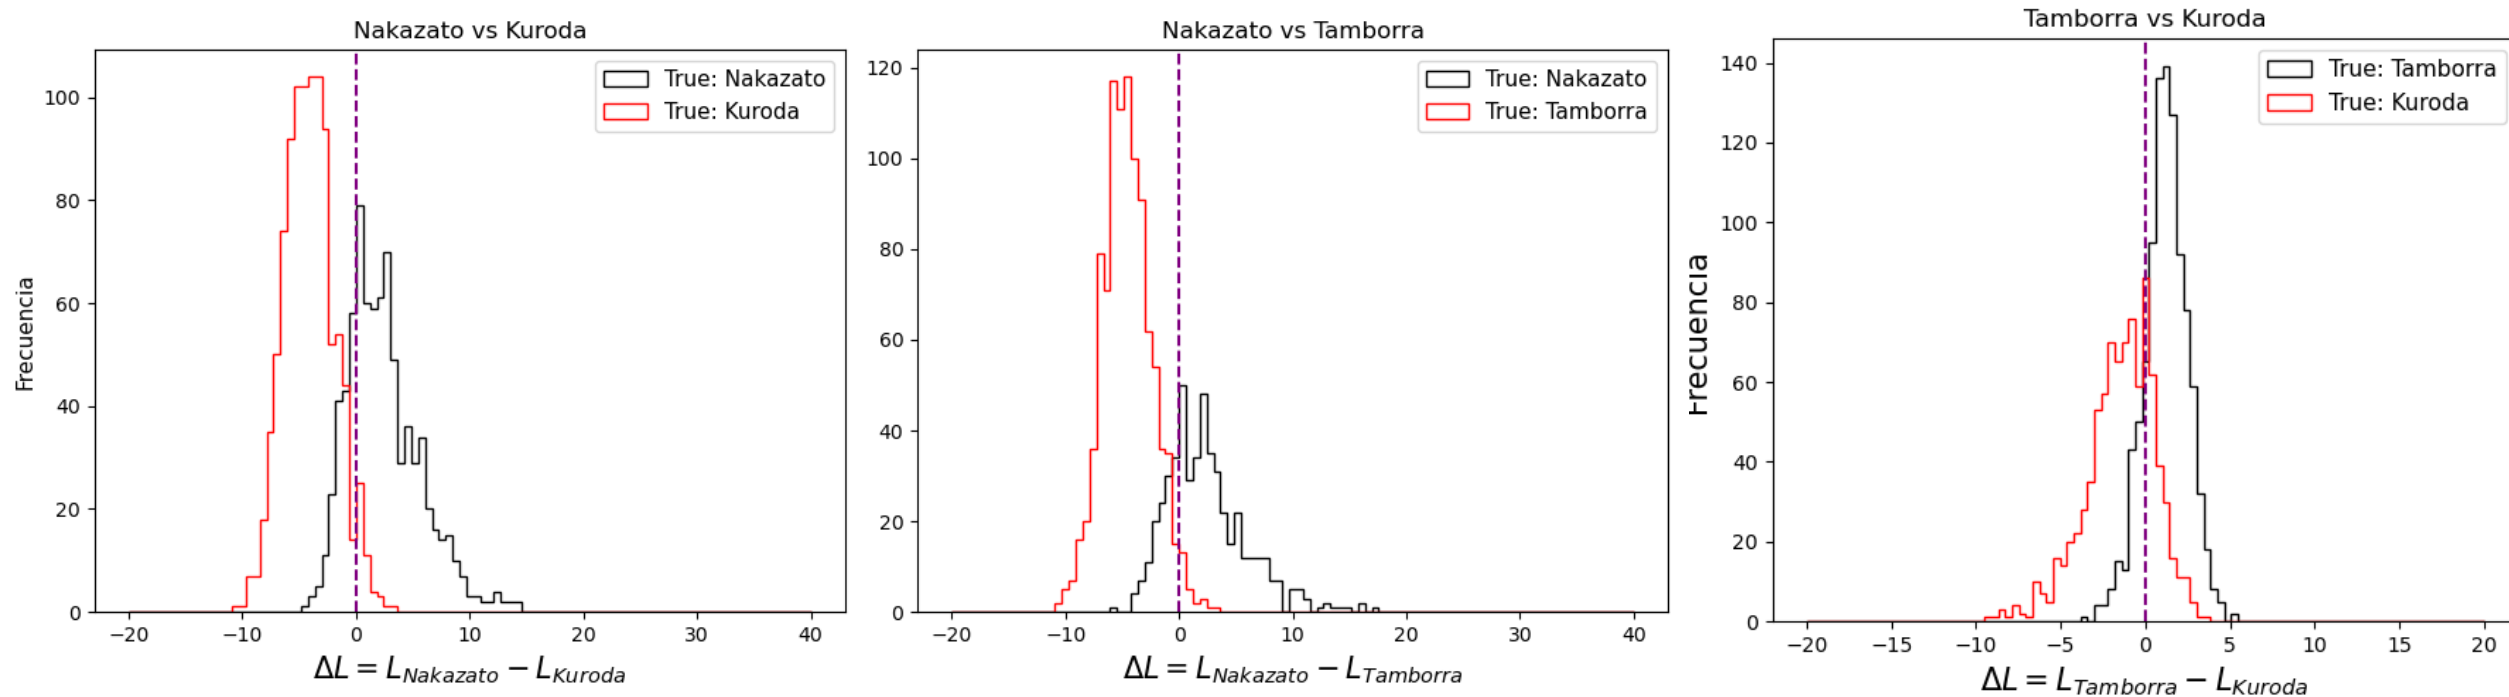 Nakazato vs Kuroda
True: Nakazato
True: Kuroda
Frecuencia
100
80
60
40
20
0
−20 −10 0 10 20 30 40
ΔL = L_Nakazato − L_Kuroda
Nakazato vs Tamborra
True: Nakazato
True: Tamborra
120
100
80
60
40
20
0
−20 −10 0 10 20 30 40
ΔL = L_Nakazato − L_Tamborra
Tamborra vs Kuroda
True: Tamborra
True: Kuroda
Frecuencia
140
120
100
80
60
40
20
0
−20 −15 −10 −5 0 5 10 15 20
ΔL = L_Tamborra − L_Kuroda